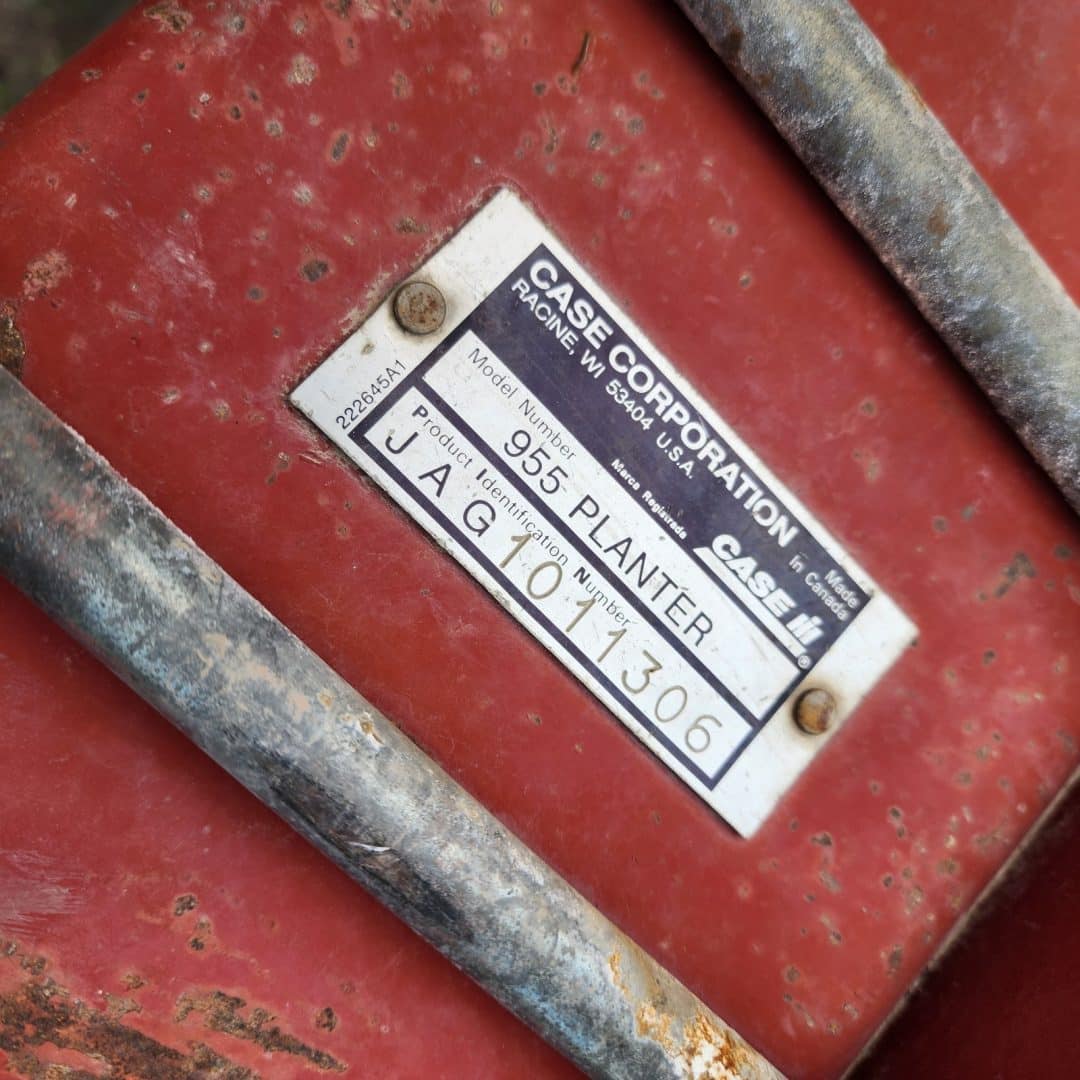 CASE CORPORATION
RACINE, WI 53404 U.S.A.
Made
in Canada
Marca Registrada
CASE IH®
Model Number
955 PLANTER
Product Identification Number
JAG1011306
222645A1